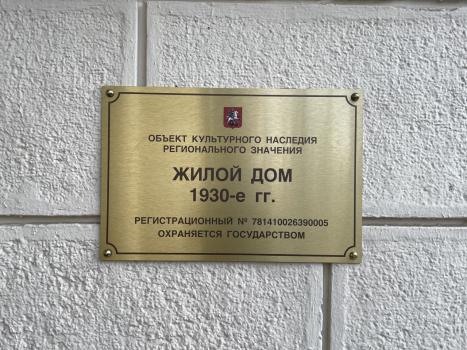 ОБЪЕКТ КУЛЬТУРНОГО НАСЛЕДИЯ
РЕГИОНАЛЬНОГО ЗНАЧЕНИЯ
ЖИЛОЙ ДОМ
1930-е гг.
РЕГИСТРАЦИОННЫЙ № 781410026390005
ОХРАНЯЕТСЯ ГОСУДАРСТВОМ